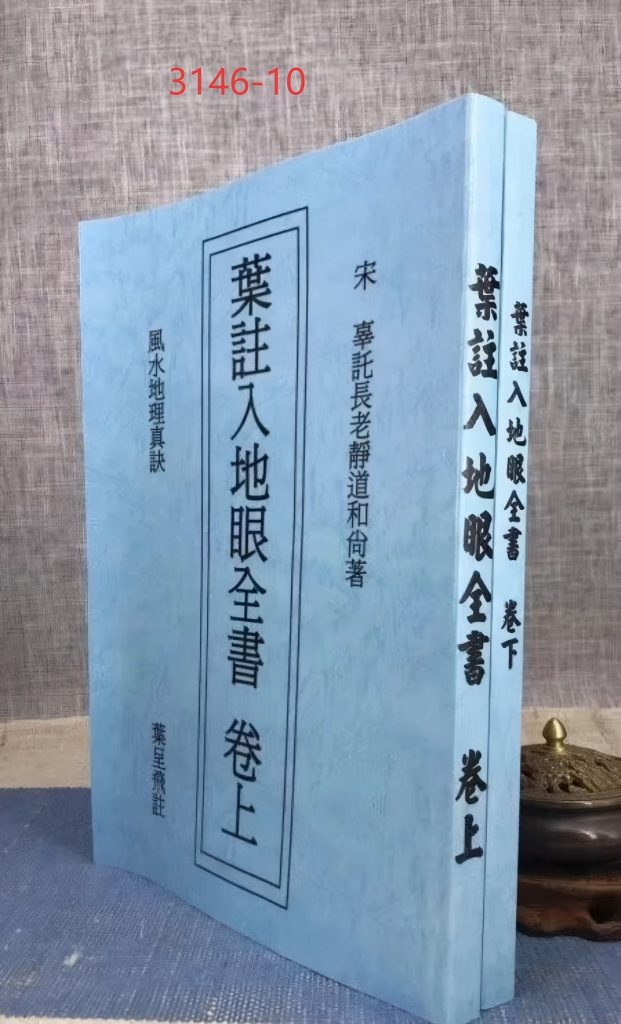 3146-10
宋 辜託長老靜道和尙著
葉註入地眼全書 卷上
風水地理真訣
葉呈飛註
葉註入地眼全書 卷上
葉註入地眼全書 卷下